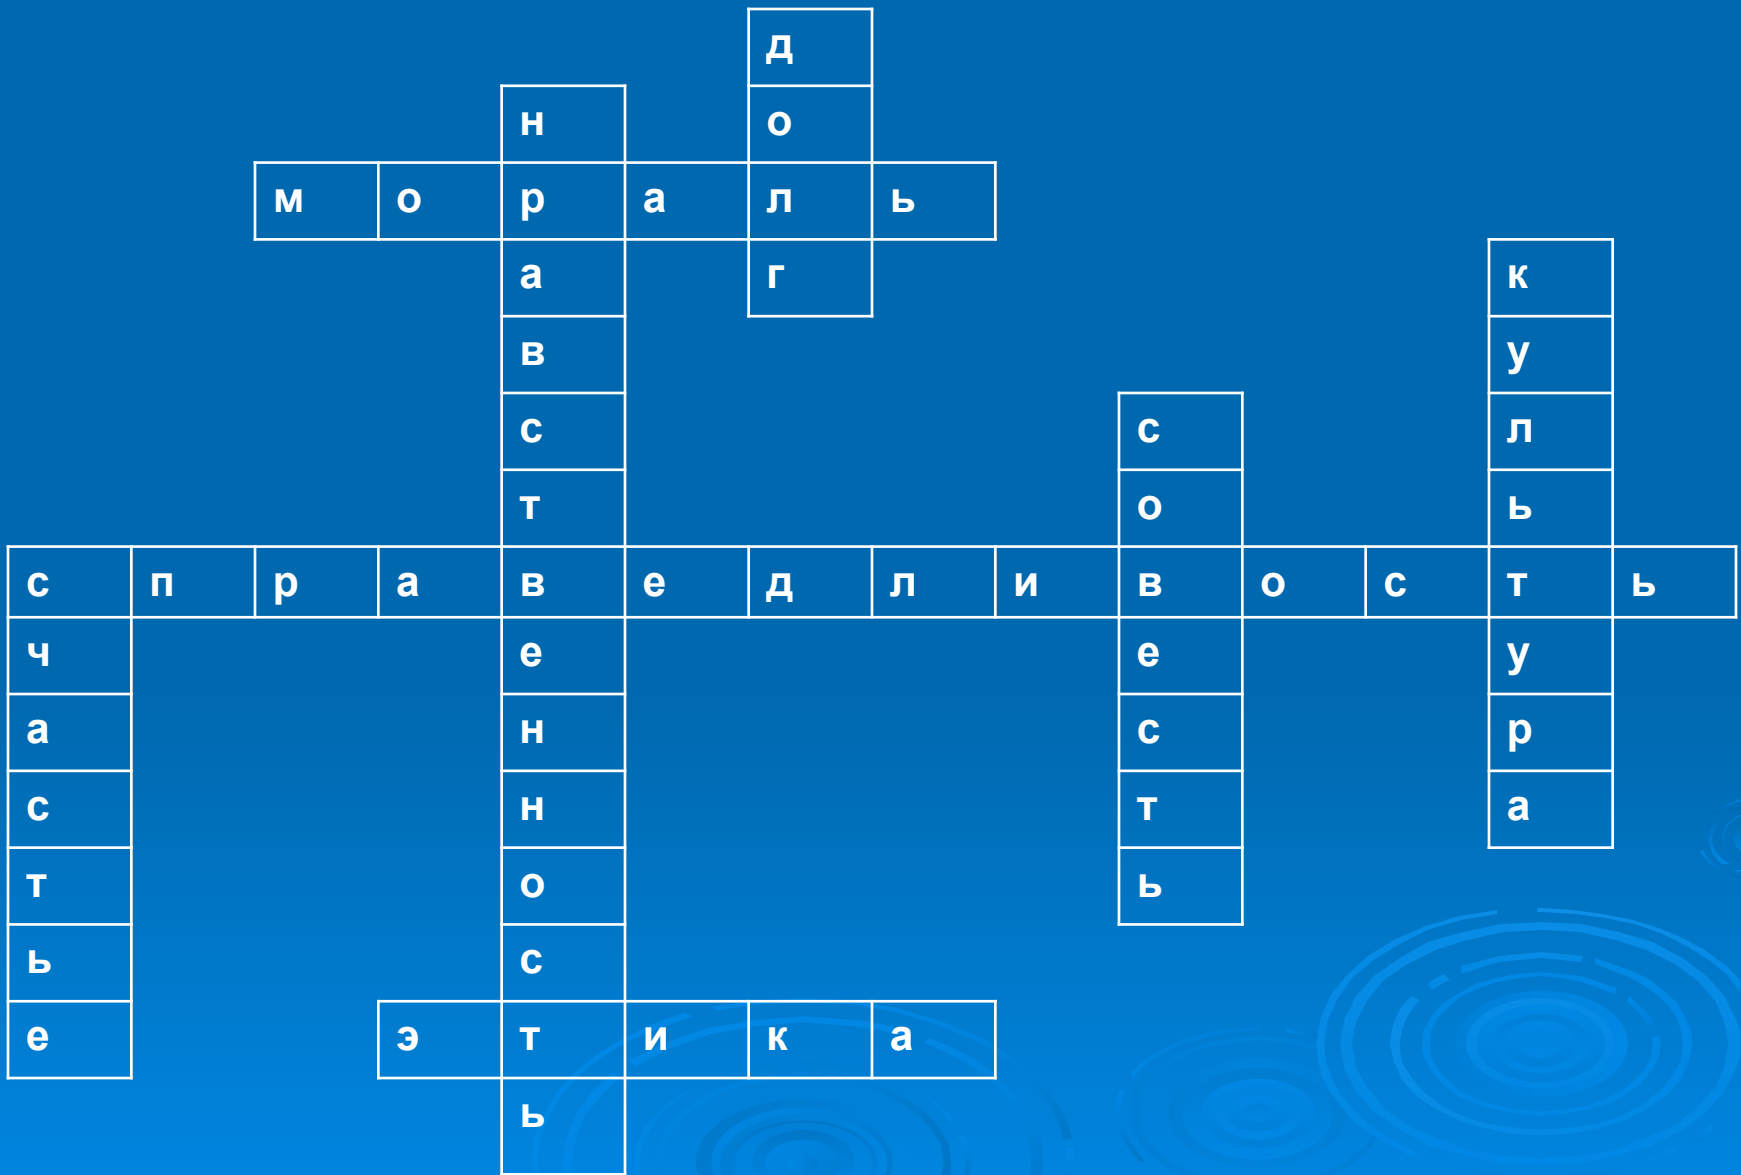 д
н о
м о р а л ь
а г к
в у
с с л
т о ь
с п р а в е д л и в о с т ь
ч е е у
а н с р
с н т а
т о ь
ь с
е э т и к а
ь